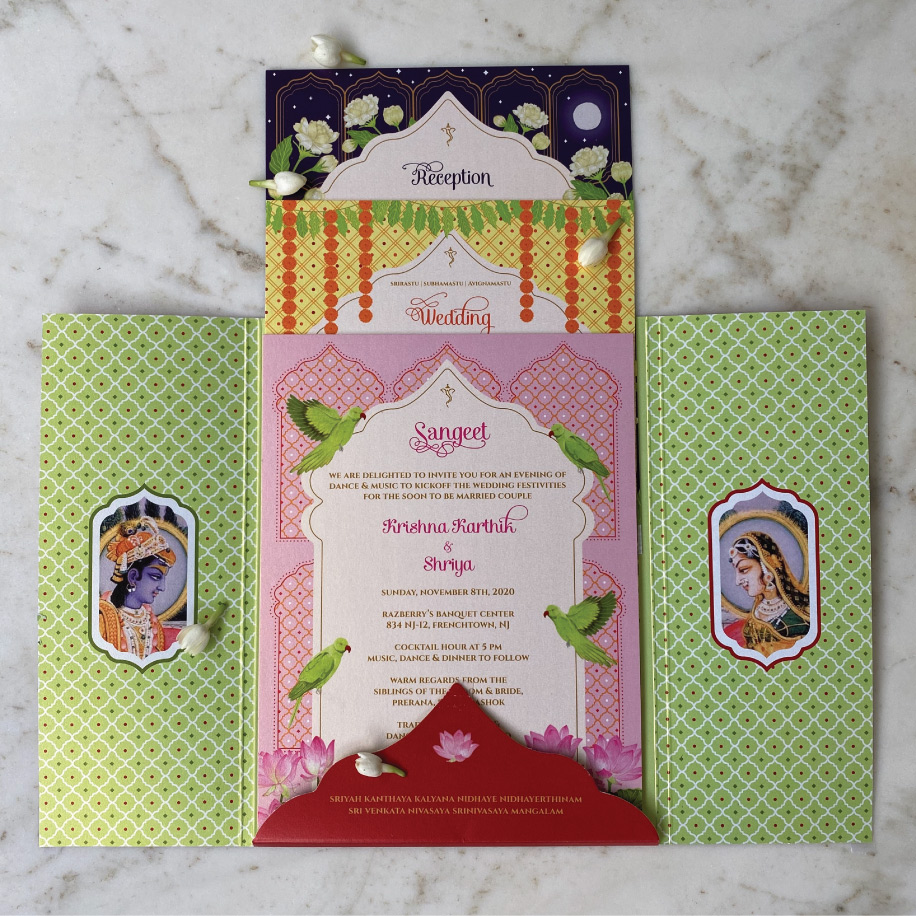 Reception
SRIRASTU | SUBHAMASTU | AVIGNAMASTU
Wedding
Sangeet
WE ARE DELIGHTED TO INVITE YOU FOR AN EVENING OF
DANCE & MUSIC TO KICKOFF THE WEDDING FESTIVITIES
FOR THE SOON TO BE MARRIED COUPLE
Krishna Karthik
&
Shriya
SUNDAY, NOVEMBER 8TH, 2020
RAZBERRY'S BANQUET CENTER
834 NJ-12, FRENCHTOWN, NJ
COCKTAIL HOUR AT 5 PM
MUSIC, DANCE & DINNER TO FOLLOW
WARM REGARDS FROM THE
SIBLINGS OF THE & BRIDE,
PRERANA,
SRIYAH KANTHAYA KALYANA NIDHAYE NIDHAYERTHINAM
SRI VENKATA NIVASAYA SRINIVASAYA MANGALAM